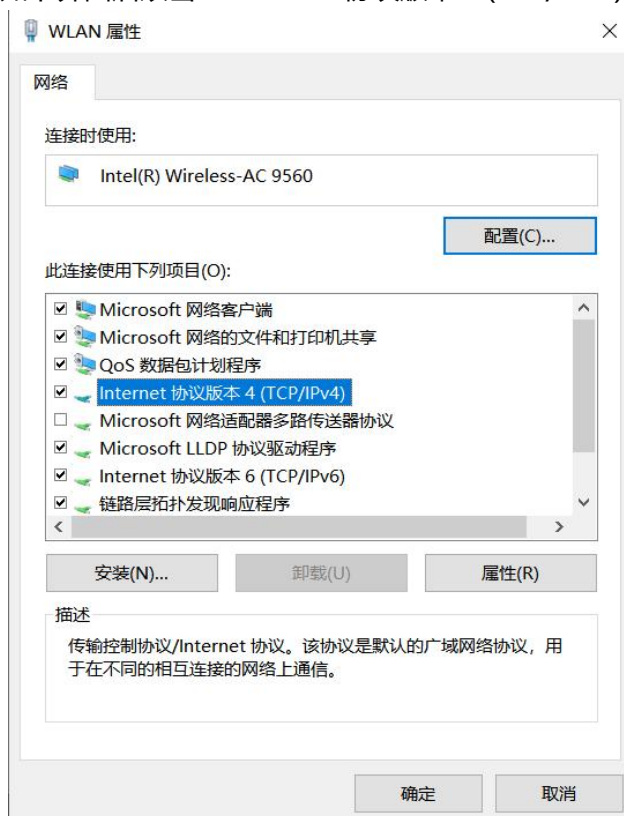 WLAN 属性
网络
连接时使用:
Intel(R) Wireless-AC 9560
配置(C)...
此连接使用下列项目(O):
Microsoft 网络客户端
Microsoft 网络的文件和打印机共享
QoS 数据包计划程序
Internet 协议版本 4 (TCP/IPv4)
Microsoft 网络适配器多路传送器协议
Microsoft LLDP 协议驱动程序
Internet 协议版本 6 (TCP/IPv6)
链路层拓扑发现响应程序
安装(N)... 卸载(U) 属性(R)
描述
传输控制协议/Internet 协议。该协议是默认的广域网络协议，用
于在不同的相互连接的网络上通信。
确定 取消